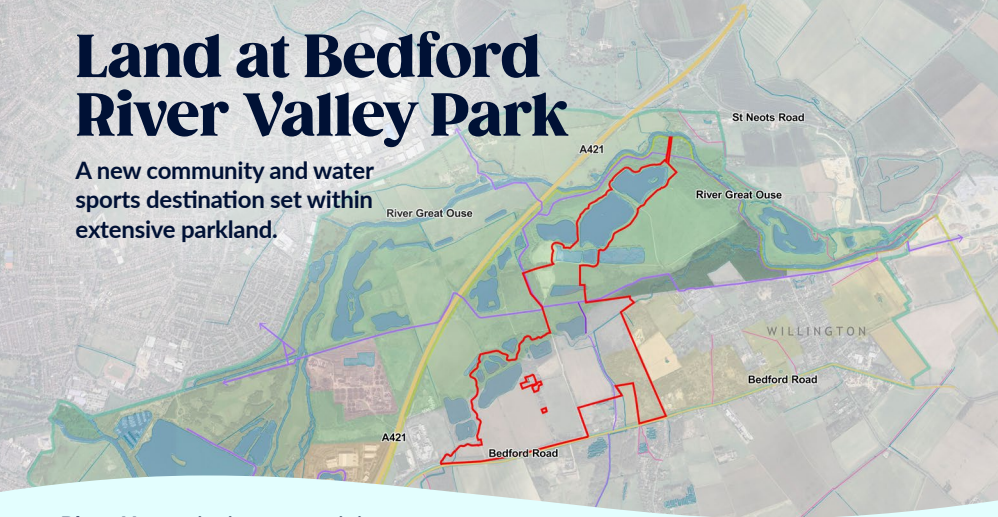 Land at Bedford
River Valley Park
A new community and water
sports destination set within
extensive parkland.
St Neots Road
A421
River Great Ouse
River Great Ouse
WILLINGTON
Bedford Road
A421
Bedford Road